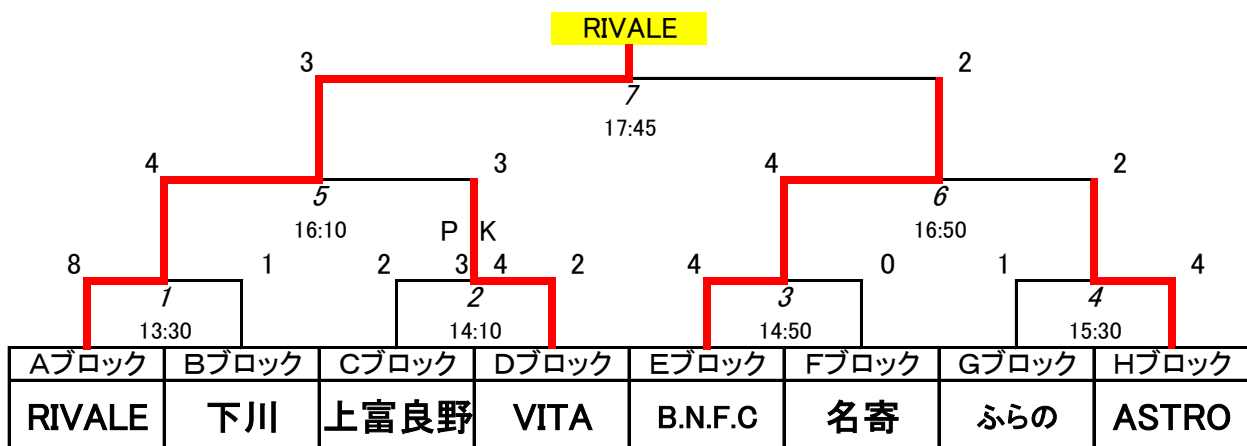 RIVALE
3 2
7
17:45
4 3 4 2
5 6
16:10 P K 16:50
8 1 2 3 4 2 4 0 1 4
1 2 3 4
13:30 14:10 14:50 15:30
Aブロック Bブロック Cブロック Dブロック Eブロック Fブロック Gブロック Hブロック
RIVALE 下川 上富良野 VITA B.N.F.C 名寄 ふらの ASTRO